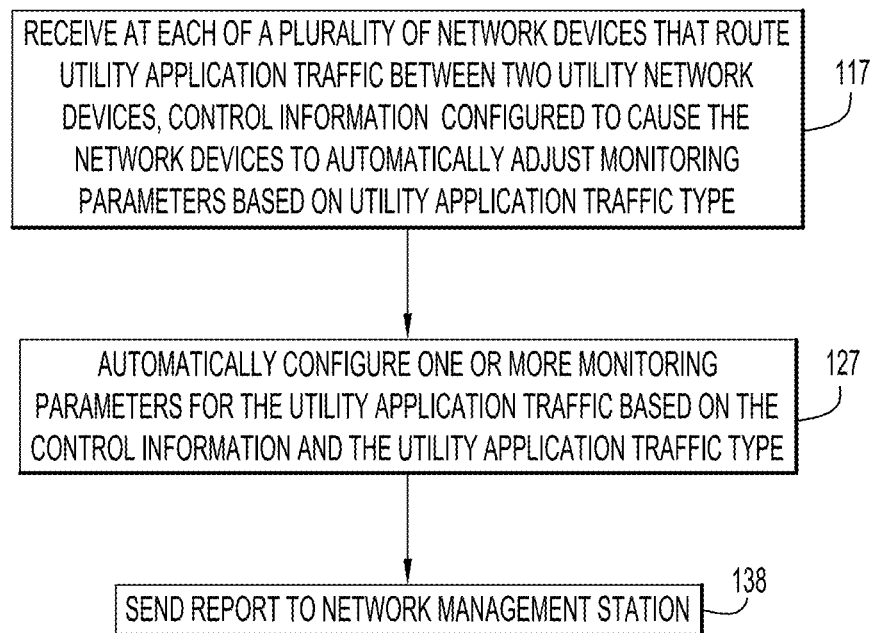 RECEIVE AT EACH OF A PLURALITY OF NETWORK DEVICES THAT ROUTE
UTILITY APPLICATION TRAFFIC BETWEEN TWO UTILITY NETWORK
DEVICES, CONTROL INFORMATION CONFIGURED TO CAUSE THE
NETWORK DEVICES TO AUTOMATICALLY ADJUST MONITORING
PARAMETERS BASED ON UTILITY APPLICATION TRAFFIC TYPE
117
AUTOMATICALLY CONFIGURE ONE OR MORE MONITORING
PARAMETERS FOR THE UTILITY APPLICATION TRAFFIC BASED ON THE
CONTROL INFORMATION AND THE UTILITY APPLICATION TRAFFIC TYPE
127
SEND REPORT TO NETWORK MANAGEMENT STATION
138